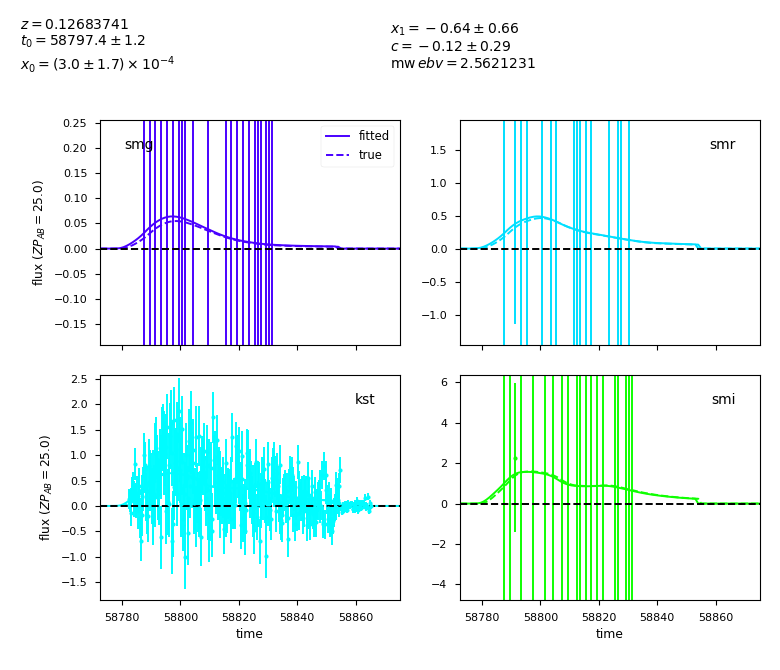 z = 0.12683741
t₀ = 58797.4 ± 1.2
x₀ = (3.0 ± 1.7) × 10⁻⁴
x₁ = −0.64 ± 0.66
c = −0.12 ± 0.29
mw ebv = 2.5621231
smg
fitted
true
0.25
0.20
0.15
0.10
0.05
0.00
−0.05
−0.10
−0.15
flux (ZP_AB = 25.0)
smr
1.5
1.0
0.5
0.0
−0.5
−1.0
kst
2.5
2.0
1.5
1.0
0.5
0.0
−0.5
−1.0
−1.5
flux (ZP_AB = 25.0)
58780 58800 58820 58840 58860
time
smi
6
4
2
0
−2
−4
58780 58800 58820 58840 58860
time